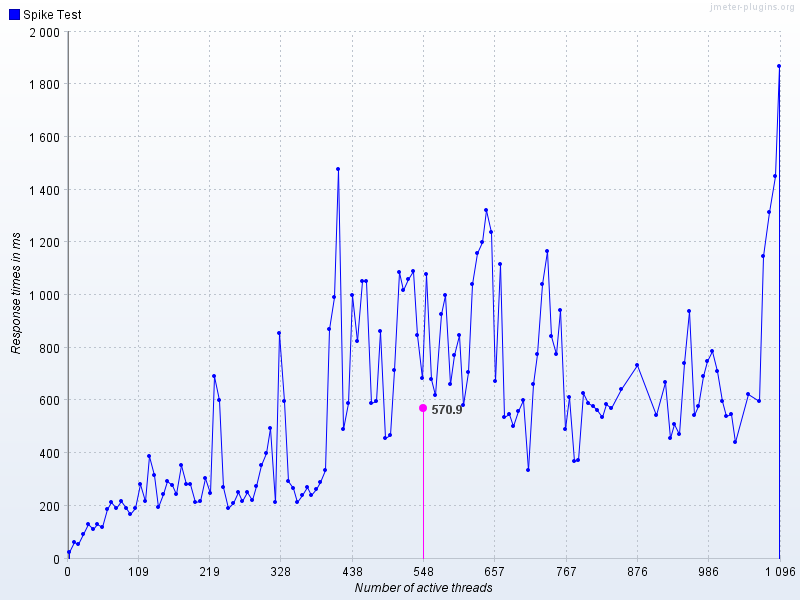 jmeter-plugins.org
Spike Test
2 000
1 800
1 600
1 400
1 200
1 000
800
600
400
200
0
Response times in ms
570.9
0 109 219 328 438 548 657 767 876 986 1 096
Number of active threads